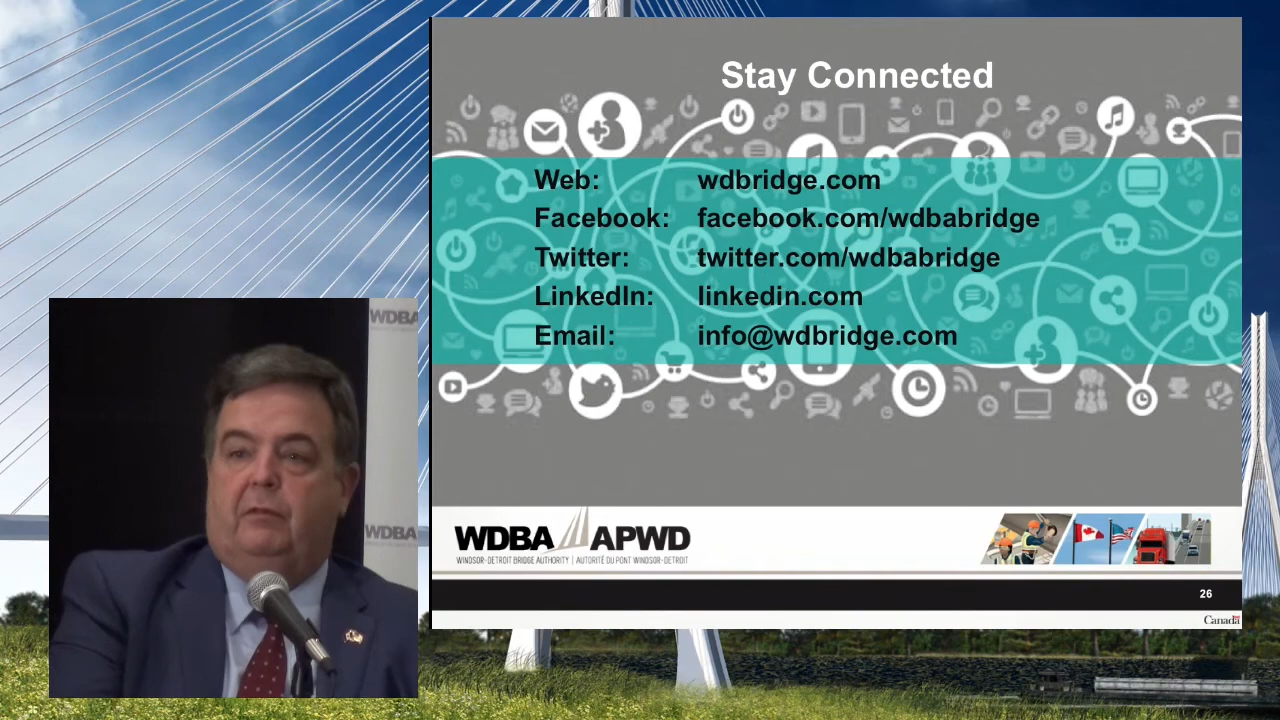 Stay Connected
Web: wdbridge.com
Facebook: facebook.com/wdbabridge
Twitter: twitter.com/wdbabridge
LinkedIn: linkedin.com
Email: info@wdbridge.com
WDBA APWD
WINDSOR-DETROIT BRIDGE AUTHORITY | AUTORITÉ DU PONT WINDSOR-DETROIT
26
Canada
WDBA
WDBA